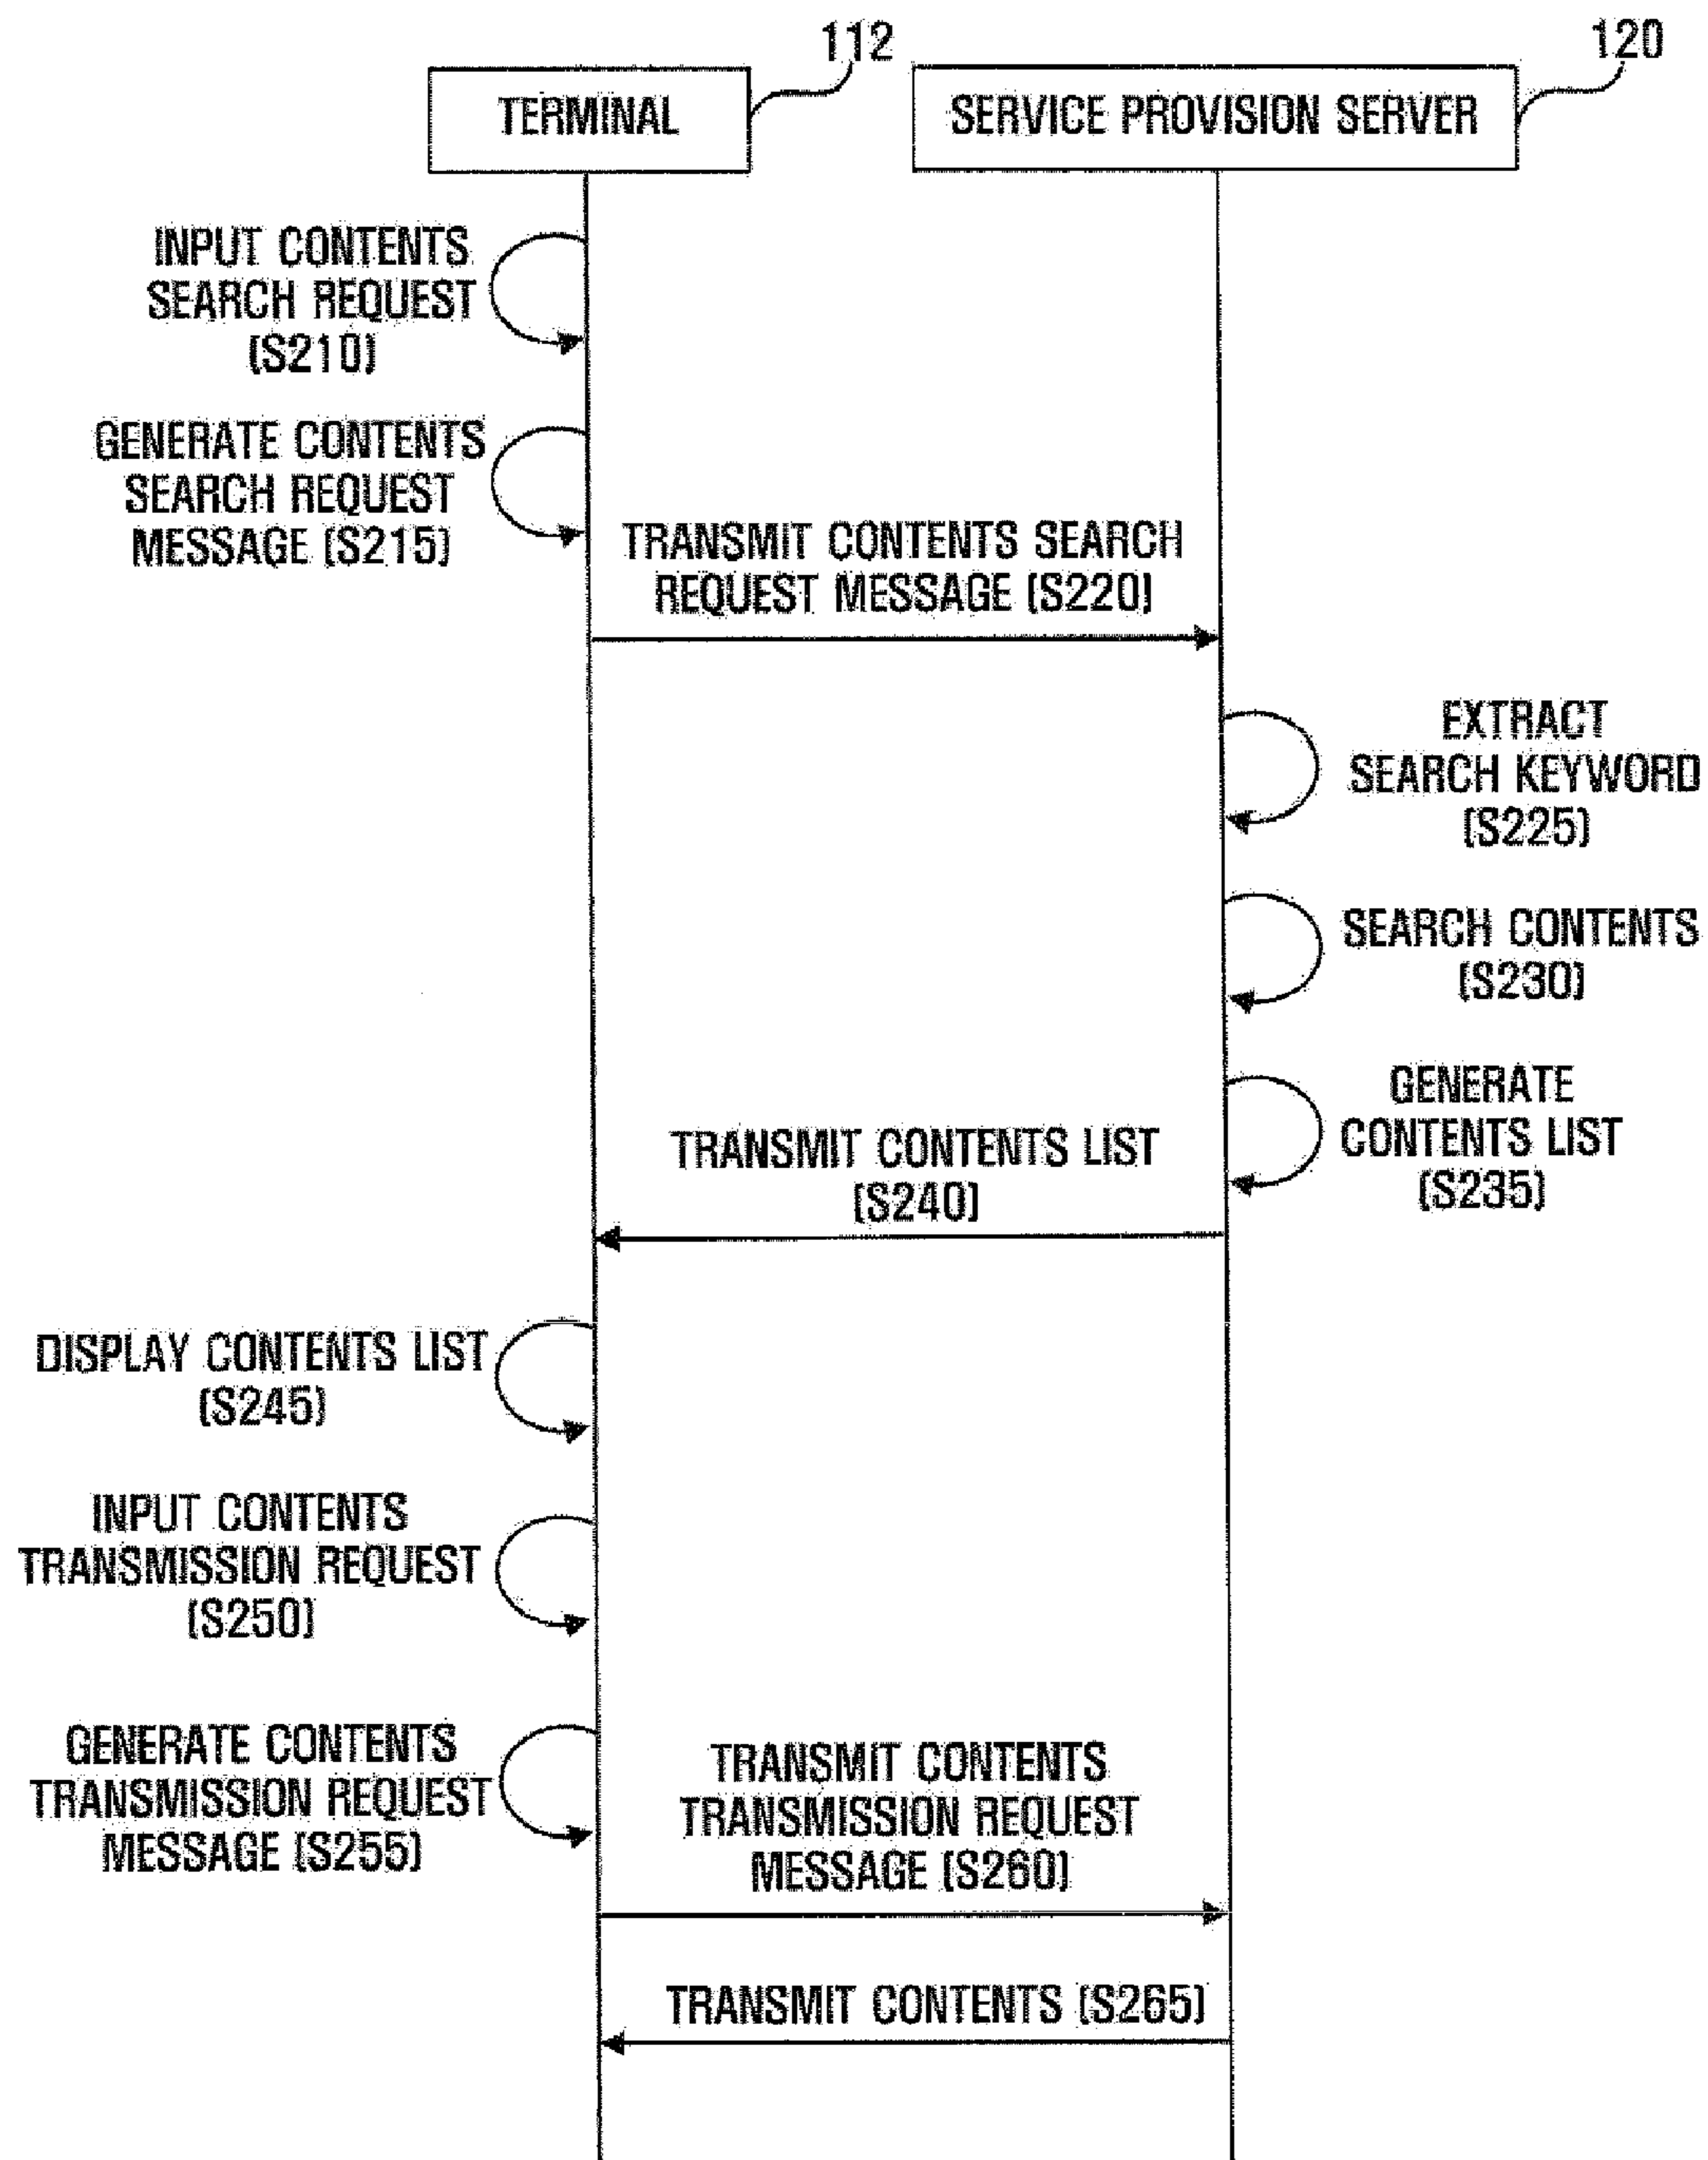 112
120
TERMINAL
SERVICE PROVISION SERVER
INPUT CONTENTS
SEARCH REQUEST
(S210)
GENERATE CONTENTS
SEARCH REQUEST
MESSAGE (S215)
TRANSMIT CONTENTS SEARCH
REQUEST MESSAGE (S220)
EXTRACT
SEARCH KEYWORD
(S225)
SEARCH CONTENTS
(S230)
GENERATE
CONTENTS LIST
(S235)
TRANSMIT CONTENTS LIST
(S240)
DISPLAY CONTENTS LIST
(S245)
INPUT CONTENTS
TRANSMISSION REQUEST
(S250)
GENERATE CONTENTS
TRANSMISSION REQUEST
MESSAGE (S255)
TRANSMIT CONTENTS
TRANSMISSION REQUEST
MESSAGE (S260)
TRANSMIT CONTENTS (S265)